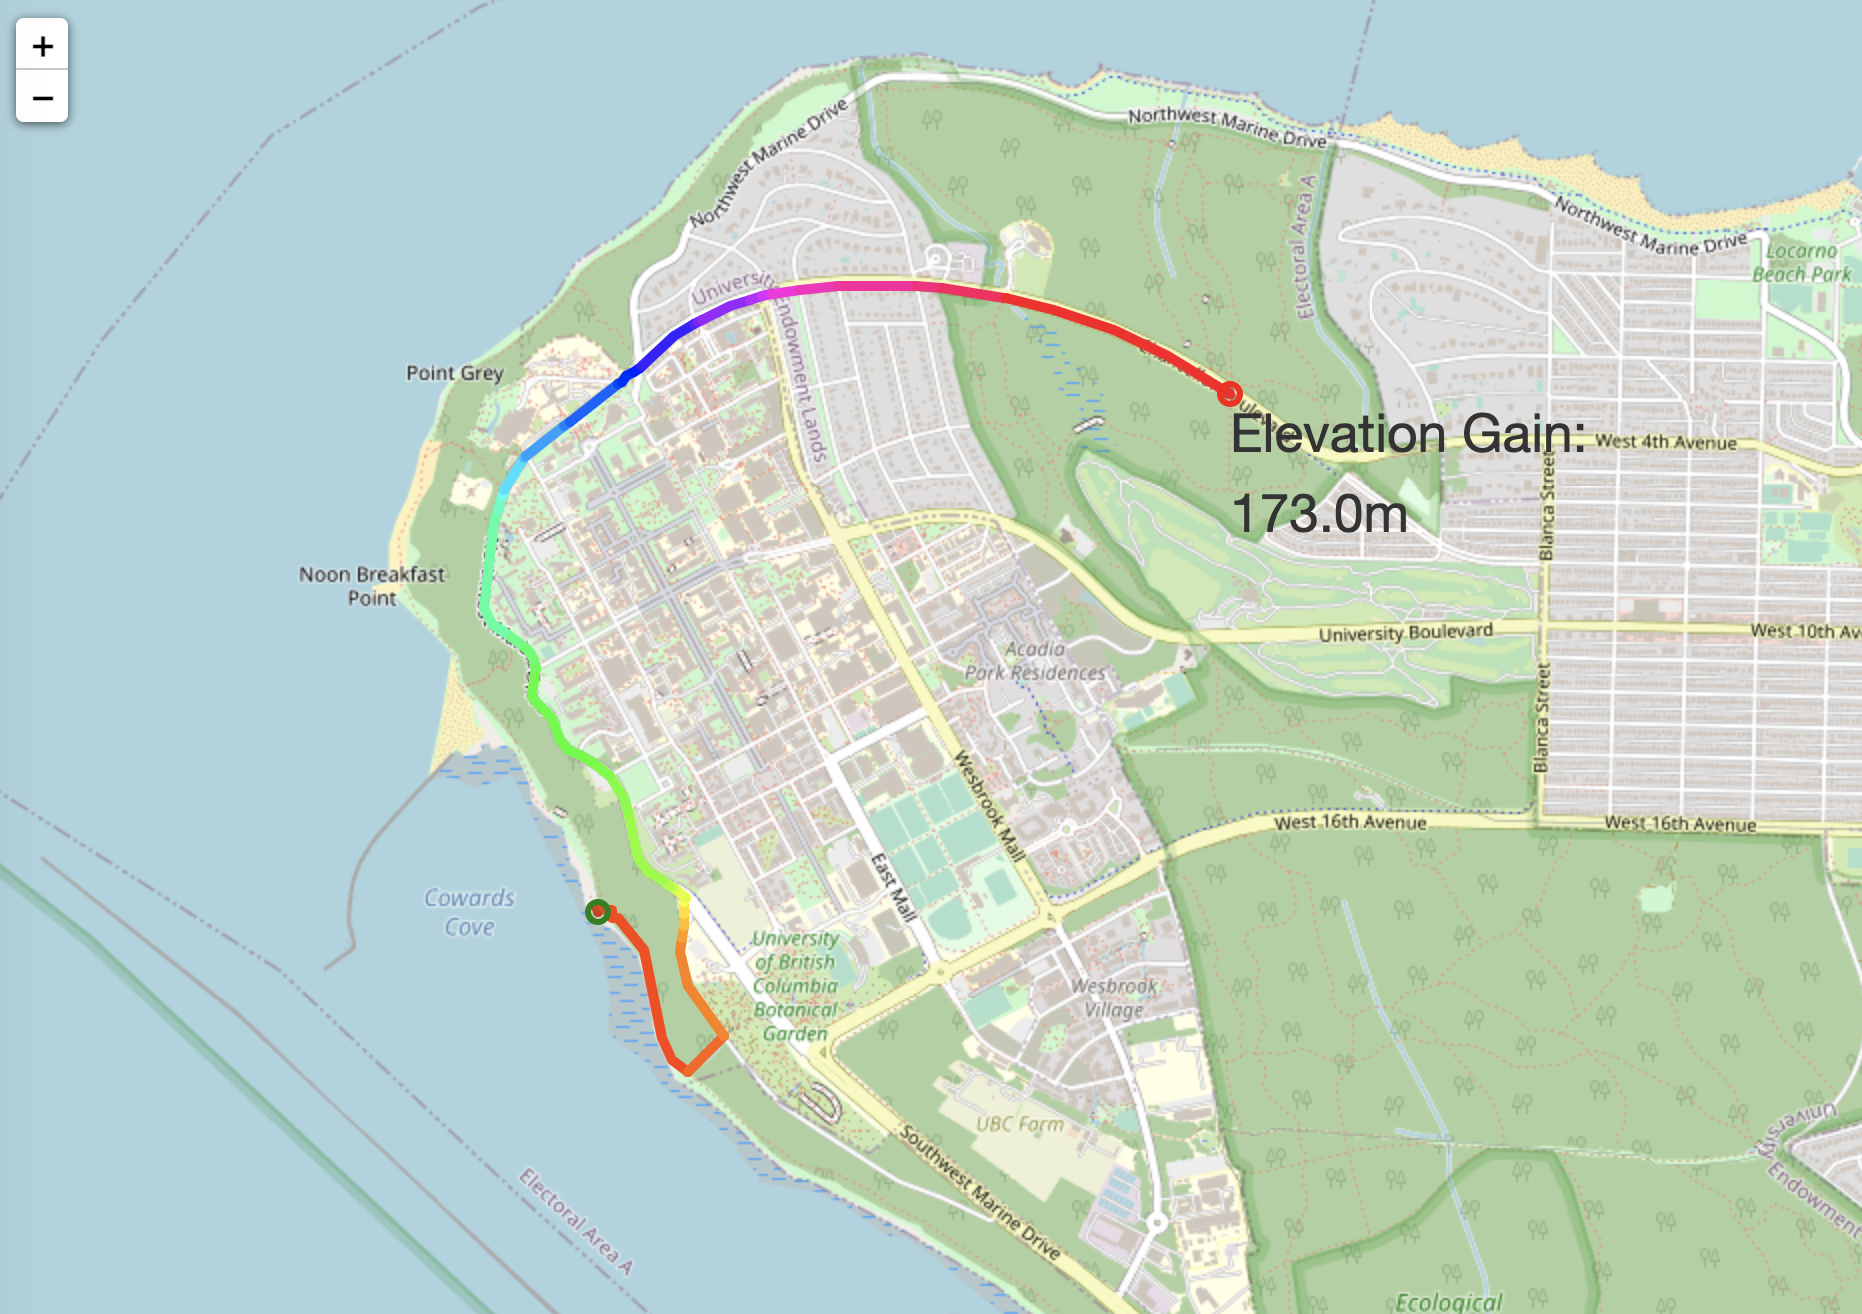 +
−
Northwest Marine Drive
Northwest Marine Drive
Northwest Marine Drive
Electoral Area A
Locarno
Beach Park
University Endowment Lands
Point Grey
Elevation Gain:
173.0m
West 4th Avenue
Blanca Street
Noon Breakfast
Point
University Boulevard
West 10th Av
Acadia
Park Residences
Blanca Street
Wesbrook Mall
West 16th Avenue
West 16th Avenue
East Mall
Cowards
Cove
University
of British
Columbia
Botanical
Garden
Wesbrook
Village
UBC Farm
Southwest Marine Drive
Electoral Area A
University
Endowment
Ecological